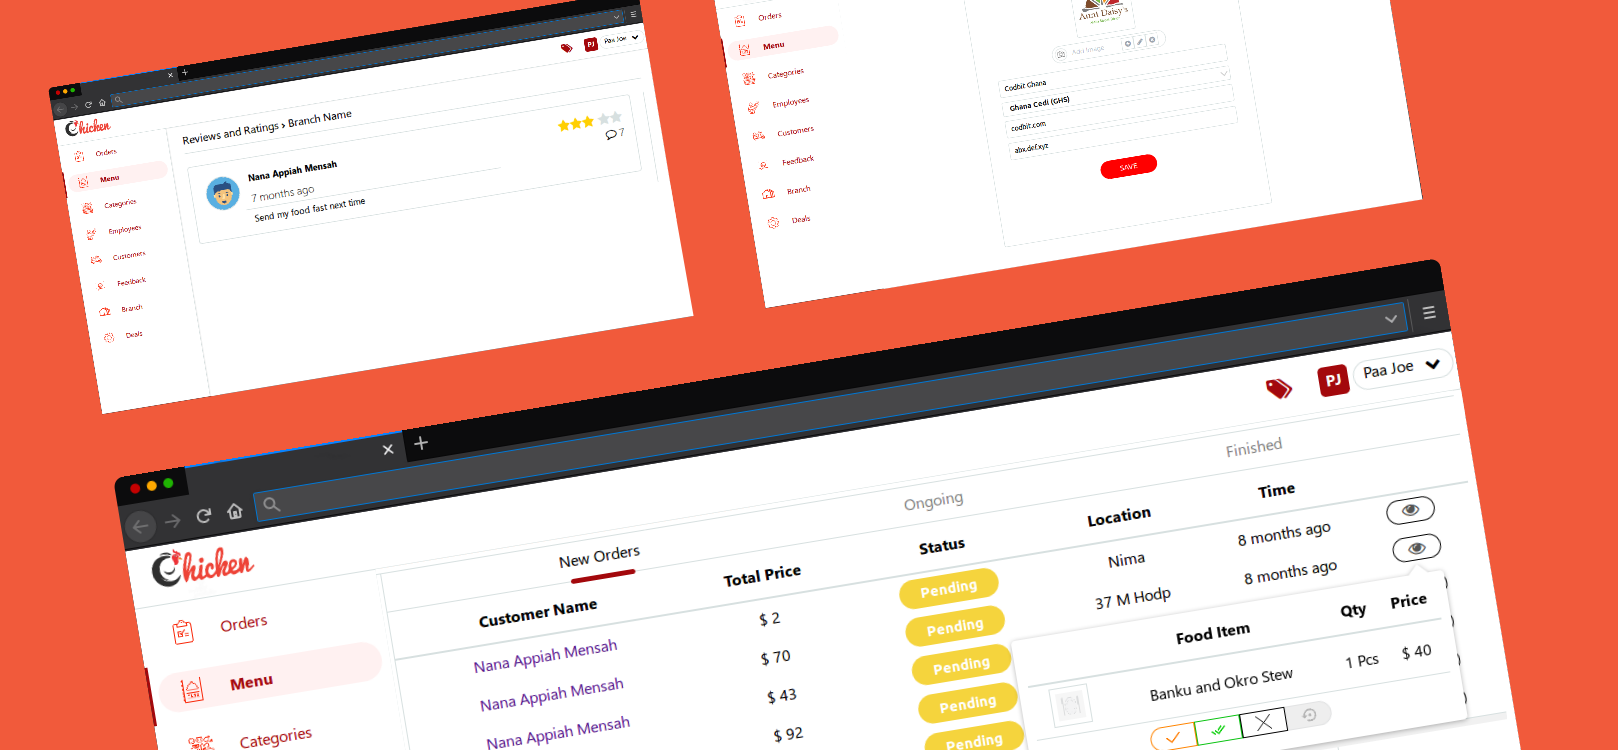 Paa Joe
PJ
Chicken
Reviews and Ratings › Branch Name
Orders
Menu
Categories
Employees
Customers
Feedback
Branch
Deals
Nana Appiah Mensah
7 months ago
Send my food fast next time
7
Orders
Menu
Categories
Employees
Customers
Feedback
Branch
Deals
Anni Daisy's
Add Image
Codbit Ghana
Ghana Cedi (GHS)
codbit.com
abx.def.xyz
SAVE
PJ
Paa Joe
Chicken
Orders
Menu
Categories
New Orders
Ongoing
Finished
Customer Name
Total Price
Status
Location
Time
Nana Appiah Mensah
$ 2
Pending
Nima
8 months ago
Nana Appiah Mensah
$ 70
Pending
37 M Hodp
8 months ago
Nana Appiah Mensah
$ 43
Pending
$ 92
Pending
Pending
Food Item
Qty
Price
Banku and Okro Stew
1 Pcs
$ 40